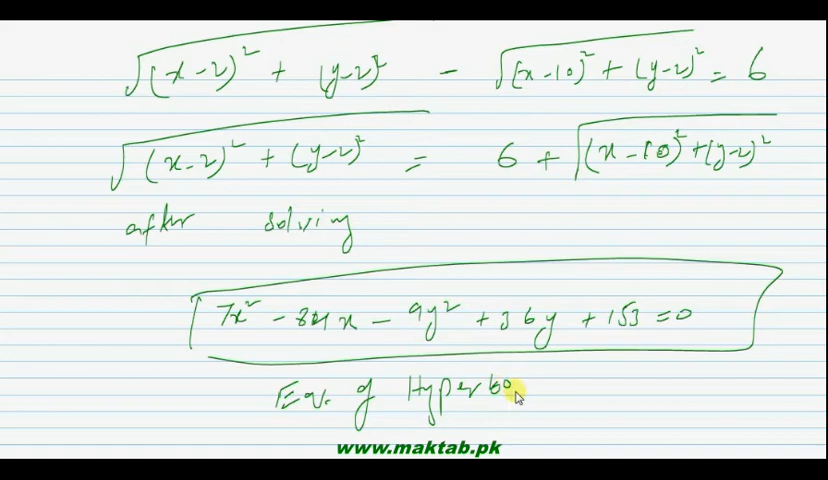 √(x-2)² + (y-2)² - √(x-10)² + (y-2)² = 6
√(x-2)² + (y-2)² = 6 + √(x-10)² + (y-2)²
after solving
7x² - 84x - 9y² + 36y + 153 = 0
Eq. of Hyperbo
www.maktab.pk